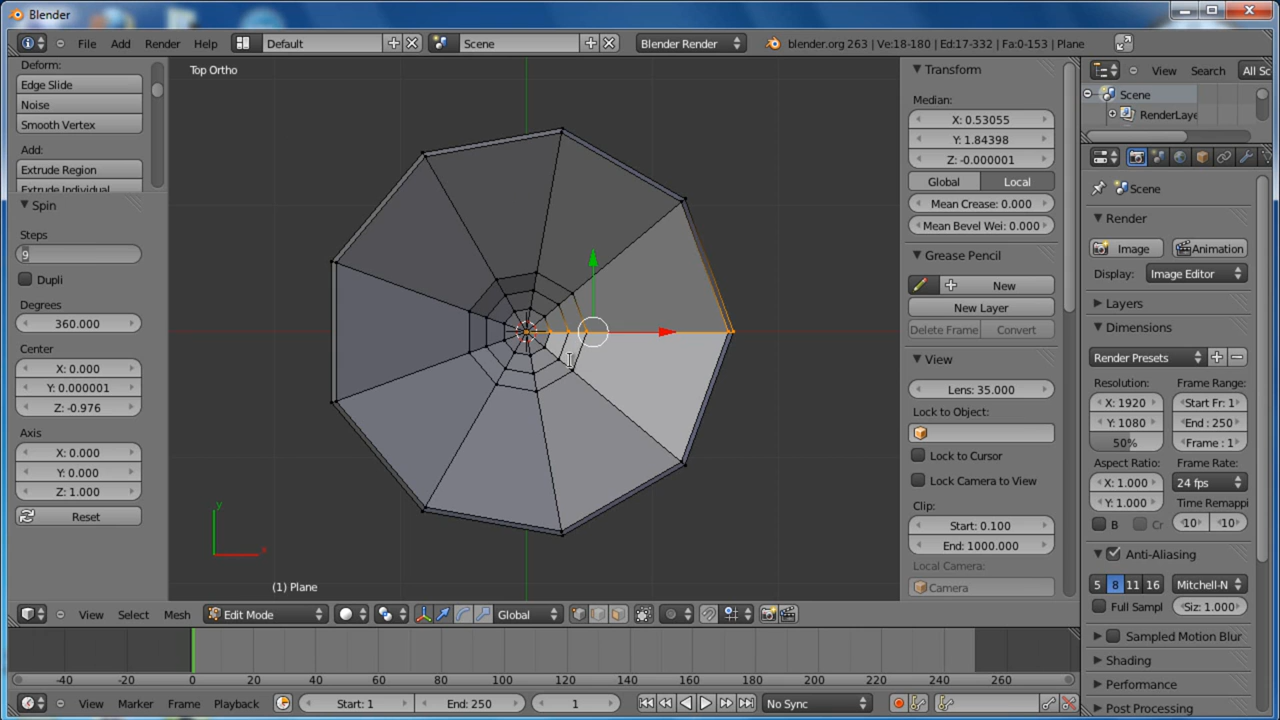 Blender
File Add Render Help Default Scene Blender Render blender.org 263 | Ve:18-180 | Ed:17-332 | Fa:0-153 | Plane
Deform:
Edge Slide
Noise
Smooth Vertex
Add:
Extrude Region
Extrude Individual
Spin
Steps
9
Dupli
Degrees
360.000
Center
X: 0.000
Y: 0.000001
Z: -0.976
Axis
X: 0.000
Y: 0.000
Z: 1.000
Reset
Top Ortho
y
x
(1) Plane
Transform
Median:
X: 0.53055
Y: 1.84398
Z: -0.000001
Global Local
Mean Crease: 0.000
Mean Bevel Wei: 0.000
Grease Pencil
New
New Layer
Delete Frame Convert
View
Lens: 35.000
Lock to Object:
Lock to Cursor
Lock Camera to View
Clip:
Start: 0.100
End: 1000.000
Local Camera:
Camera
View Search All Sc
Scene
RenderLaye
Scene
Render
Image Animation
Display: Image Editor
Layers
Dimensions
Render Presets
Resolution: Frame Range:
X: 1920 Start Fr: 1
Y: 1080 End : 250
50% Frame : 1
Aspect Ratio: Frame Rate:
X: 1.000 24 fps
Y: 1.000 Time Remappi
B Cr 10 10
Anti-Aliasing
5 8 11 16 Mitchell-N
Full Sampl Siz: 1.000
Sampled Motion Blur
Shading
Performance
Post Processing
View Select Mesh Edit Mode Global
-40 -20 0 20 40 60 80 100 120 140 160 180 200 220 240 260
View Marker Frame Playback Start: 1 End: 250 1 No Sync